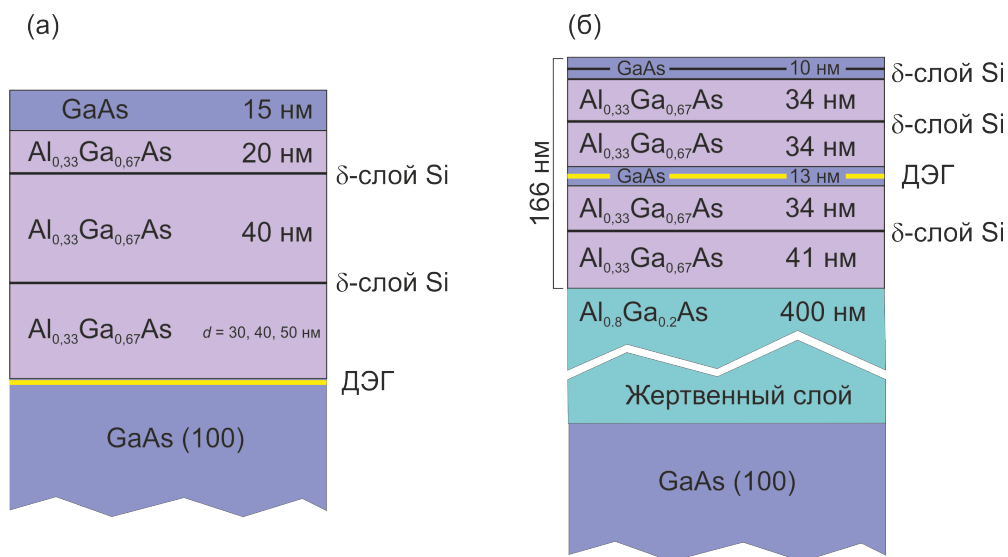 (а)
GaAs 15 нм
Al0,33Ga0,67As 20 нм
δ-слой Si
Al0,33Ga0,67As 40 нм
δ-слой Si
Al0,33Ga0,67As d = 30, 40, 50 нм
ДЭГ
GaAs (100)
(б)
166 нм
GaAs 10 нм
δ-слой Si
Al0,33Ga0,67As 34 нм
δ-слой Si
Al0,33Ga0,67As 34 нм
GaAs 13 нм
ДЭГ
Al0,33Ga0,67As 34 нм
δ-слой Si
Al0,33Ga0,67As 41 нм
Al0.8Ga0.2As 400 нм
Жертвенный слой
GaAs (100)